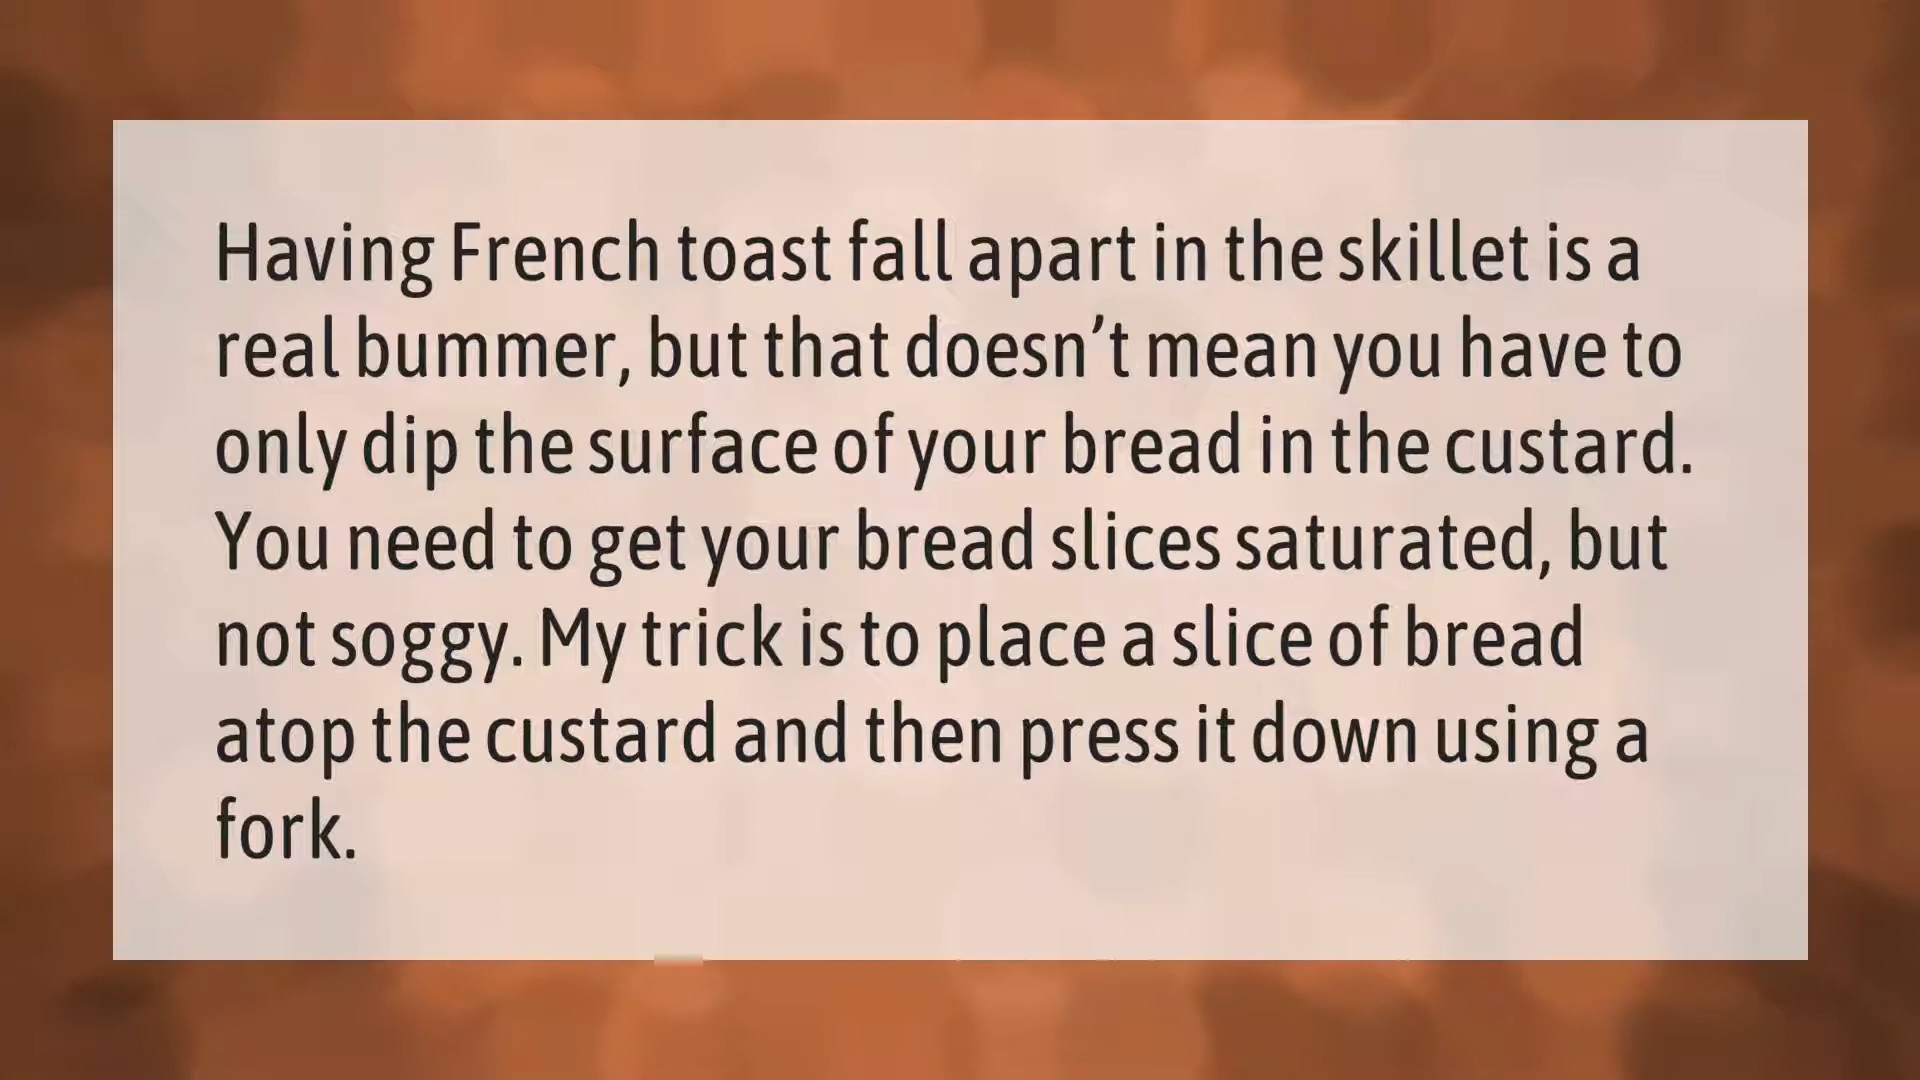 Having French toast fall apart in the skillet is a
real bummer, but that doesn’t mean you have to
only dip the surface of your bread in the custard.
You need to get your bread slices saturated, but
not soggy. My trick is to place a slice of bread
atop the custard and then press it down using a
fork.